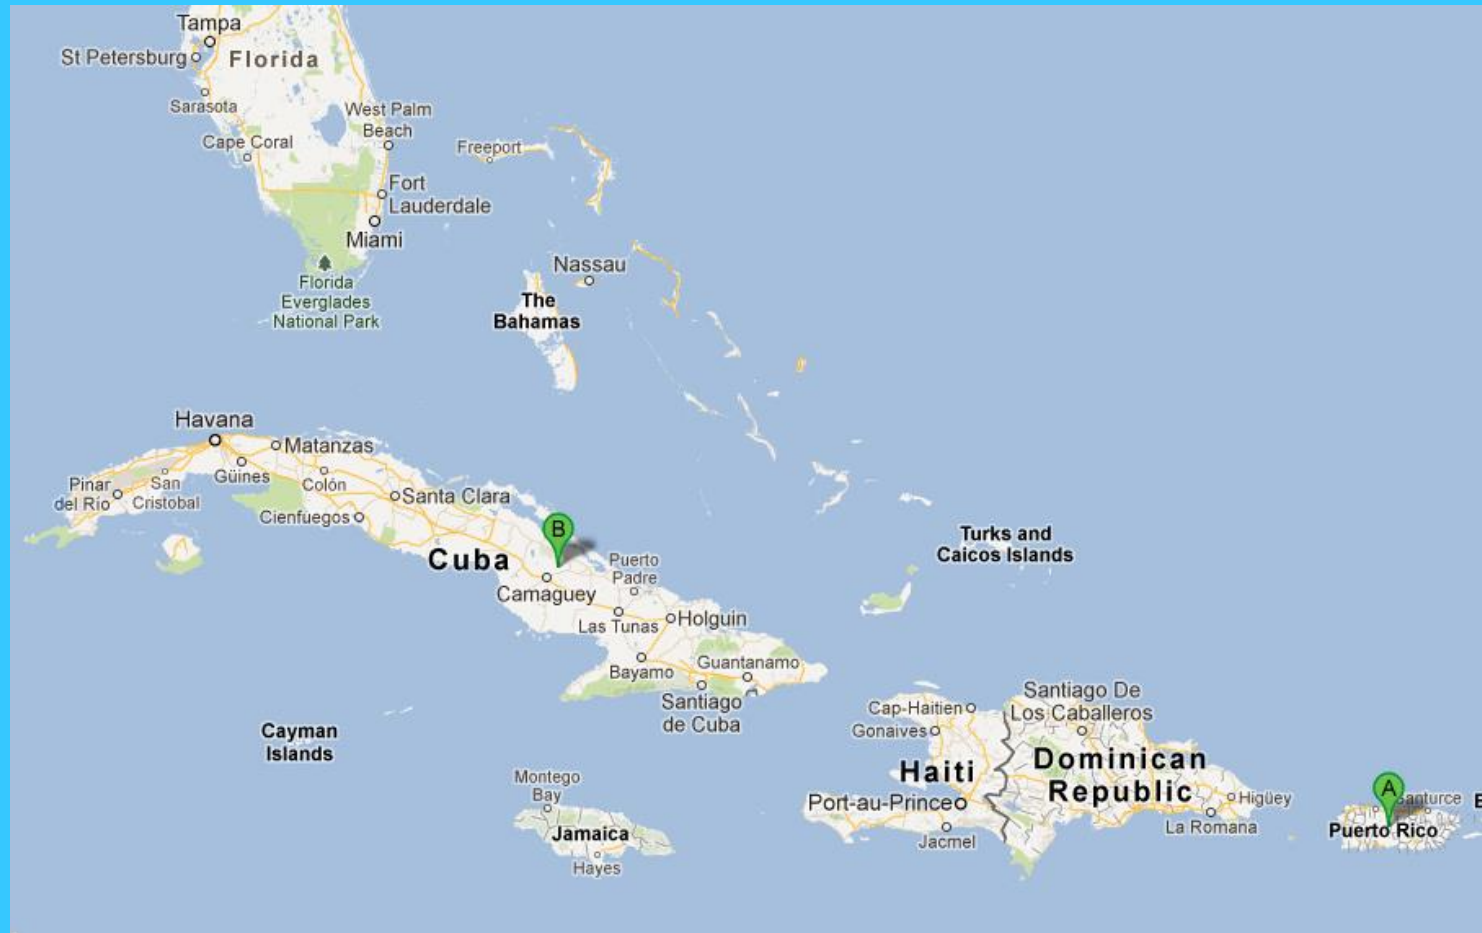 Tampa
St Petersburg
Florida
Sarasota
West Palm
Beach
Cape Coral
Freeport
Fort
Lauderdale
Miami
Florida
Everglades
National Park
Nassau
The
Bahamas
Havana
Matanzas
Güines
Colón
San
Cristobal
Pinar
del Río
Santa Clara
Cienfuegos
B
Cuba
Puerto
Padre
Camaguey
Las Tunas
Holguin
Bayamo
Guantanamo
Santiago
de Cuba
Turks and
Caicos Islands
Cayman
Islands
Montego
Bay
Jamaica
Hayes
Cap-Haitien
Gonaives
Haiti
Port-au-Prince
Jacmel
Santiago De
Los Caballeros
Dominican
Republic
Higüey
La Romana
A
Santurce
Puerto Rico